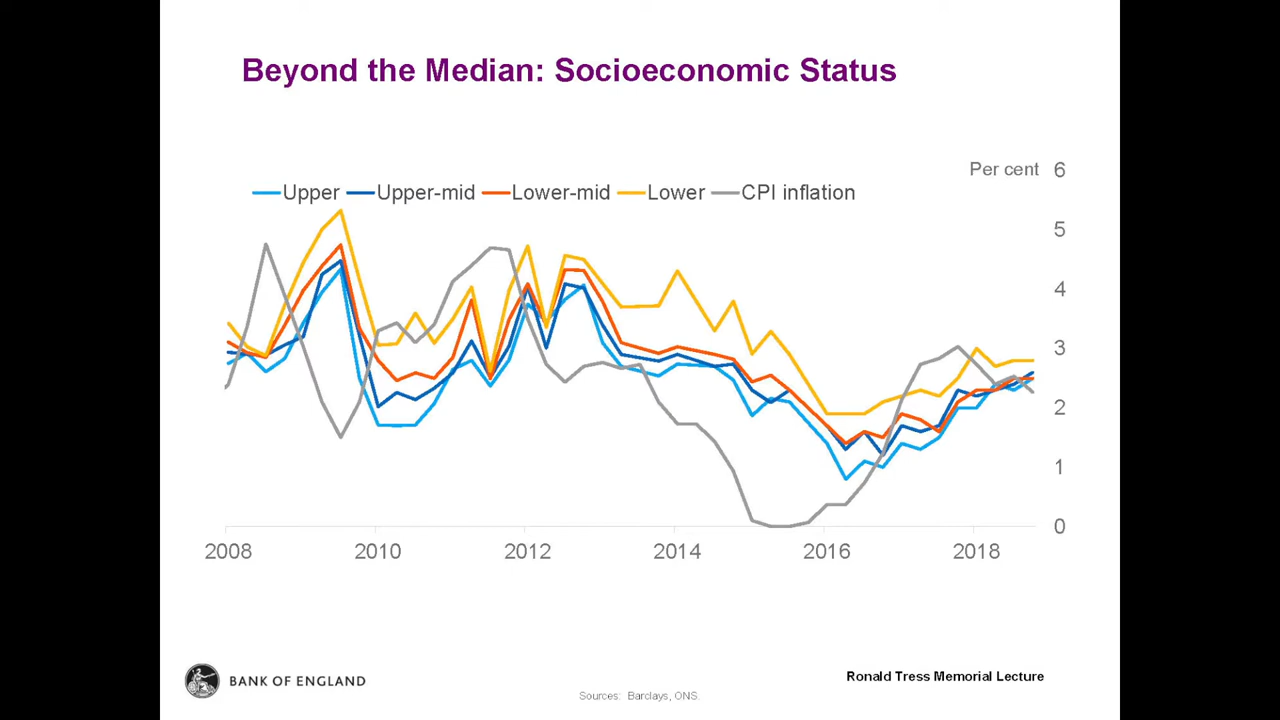 Beyond the Median: Socioeconomic Status
Per cent 6
Upper Upper-mid Lower-mid Lower CPI inflation
5
4
3
2
1
0
2008 2010 2012 2014 2016 2018
BANK OF ENGLAND
Ronald Tress Memorial Lecture
Sources: Barclays, ONS.